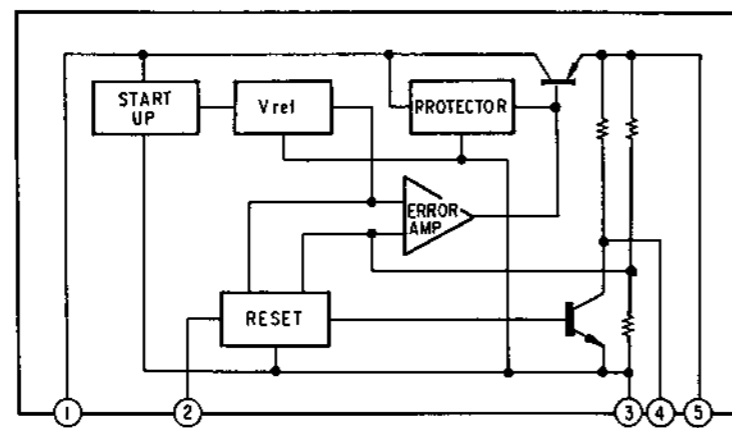 START
UP
Vref
PROTECTOR
ERROR
AMP
RESET
1
2
3
4
5